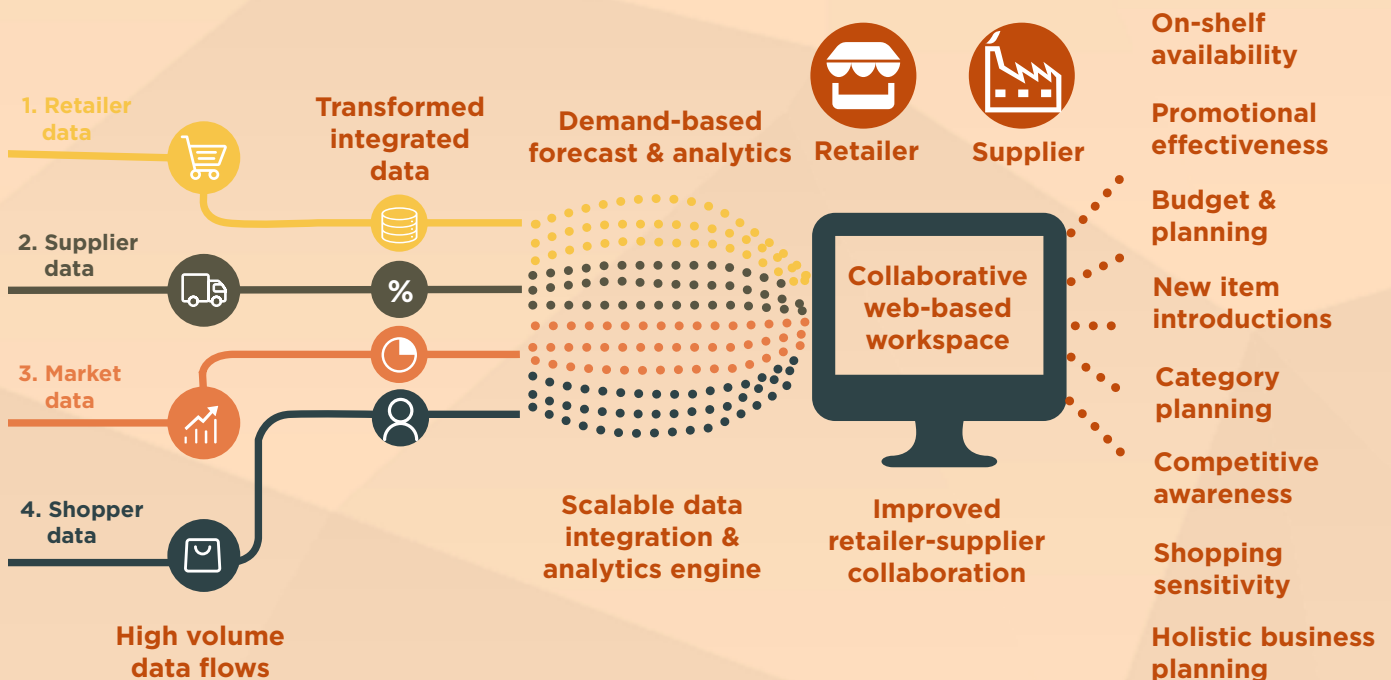 1. Retailer
data
2. Supplier
data
3. Market
data
4. Shopper
data
High volume
data flows
Transformed
integrated
data
%
Demand-based
forecast & analytics
Scalable data
integration &
analytics engine
Retailer
Supplier
Collaborative
web-based
workspace
Improved
retailer-supplier
collaboration
On-shelf
availability
Promotional
effectiveness
Budget &
planning
New item
introductions
Category
planning
Competitive
awareness
Shopping
sensitivity
Holistic business
planning